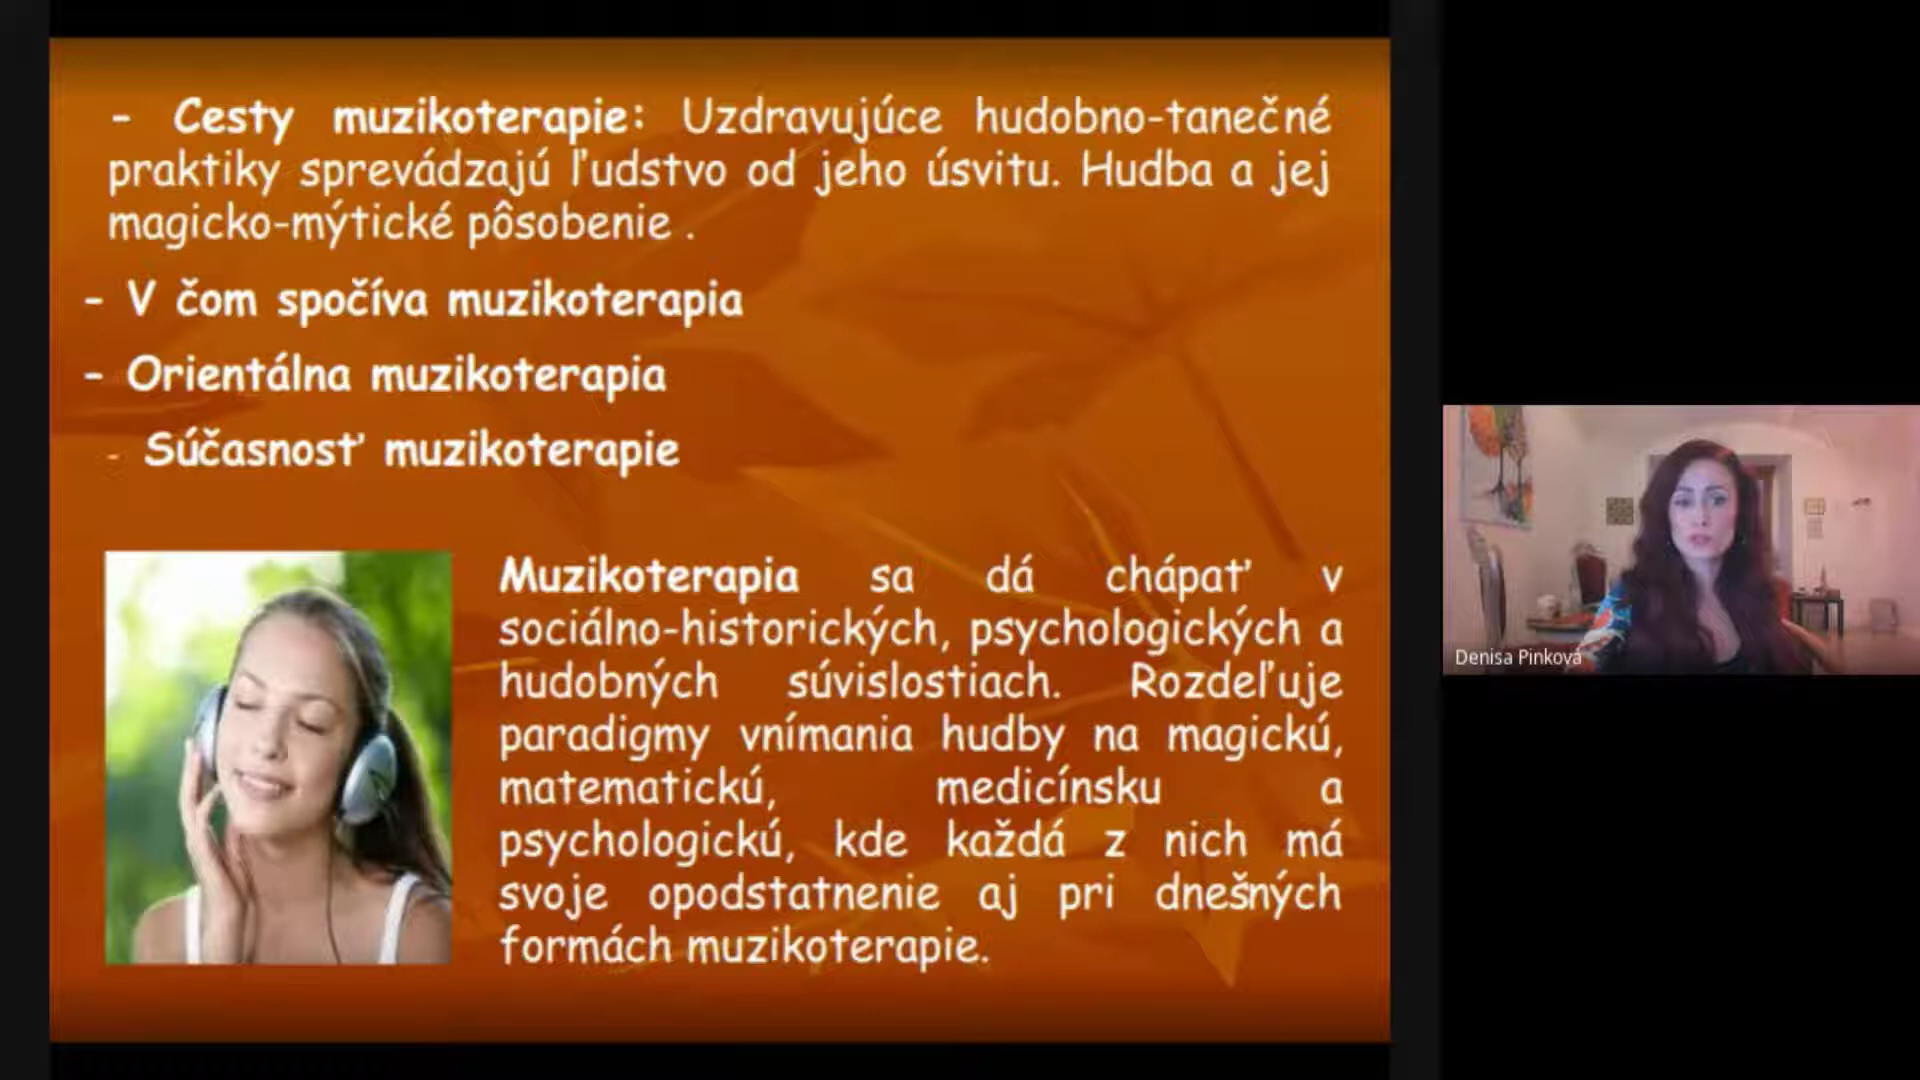 - Cesty muzikoterapie: Uzdravujúce hudobno-tanečné
praktiky sprevádzajú ľudstvo od jeho úsvitu. Hudba a jej
magicko-mýtické pôsobenie .
- V čom spočíva muzikoterapia
- Orientálna muzikoterapia
- Súčasnosť muzikoterapie
Muzikoterapia sa dá chápať v
sociálno-historických, psychologických a
hudobných súvislostiach. Rozdeľuje
paradigmy vnímania hudby na magickú,
matematickú, medicínsku a
psychologickú, kde každá z nich má
svoje opodstatnenie aj pri dnešných
formách muzikoterapie.
Denisa Pinková